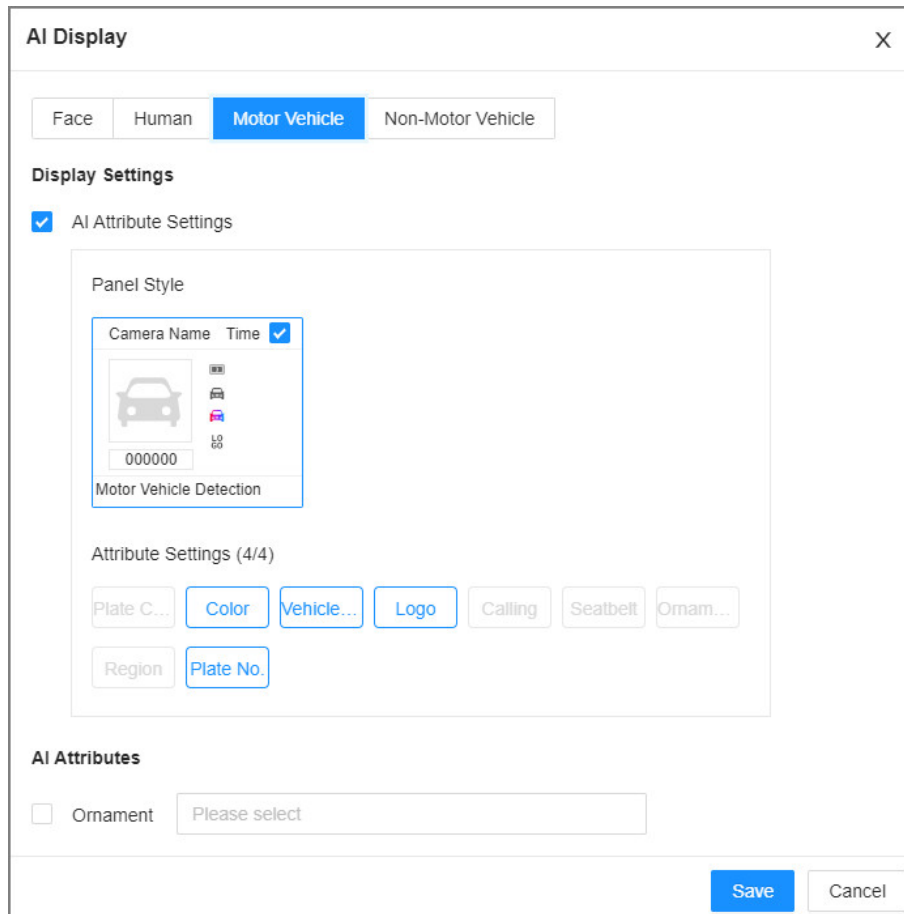 AI Display X
Face Human Motor Vehicle Non-Motor Vehicle
Display Settings
AI Attribute Settings
Panel Style
Camera Name Time
LO
GO
000000
Motor Vehicle Detection
Attribute Settings (4/4)
Plate C... Color Vehicle... Logo Calling Seatbelt Ornam...
Region Plate No.
AI Attributes
Ornament Please select
Save Cancel